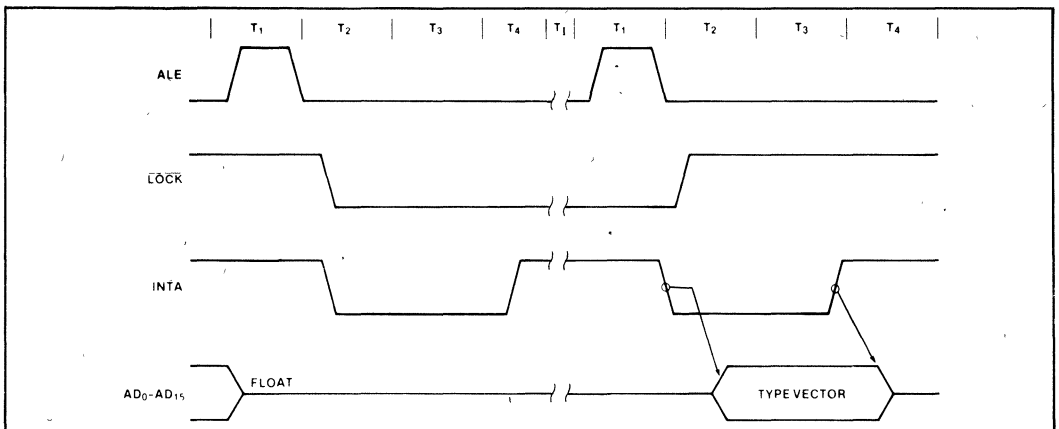 T1 T2 T3 T4 TI T1 T2 T3 T4
ALE
LOCK
INTA
FLOAT
AD0-AD15
TYPE VECTOR